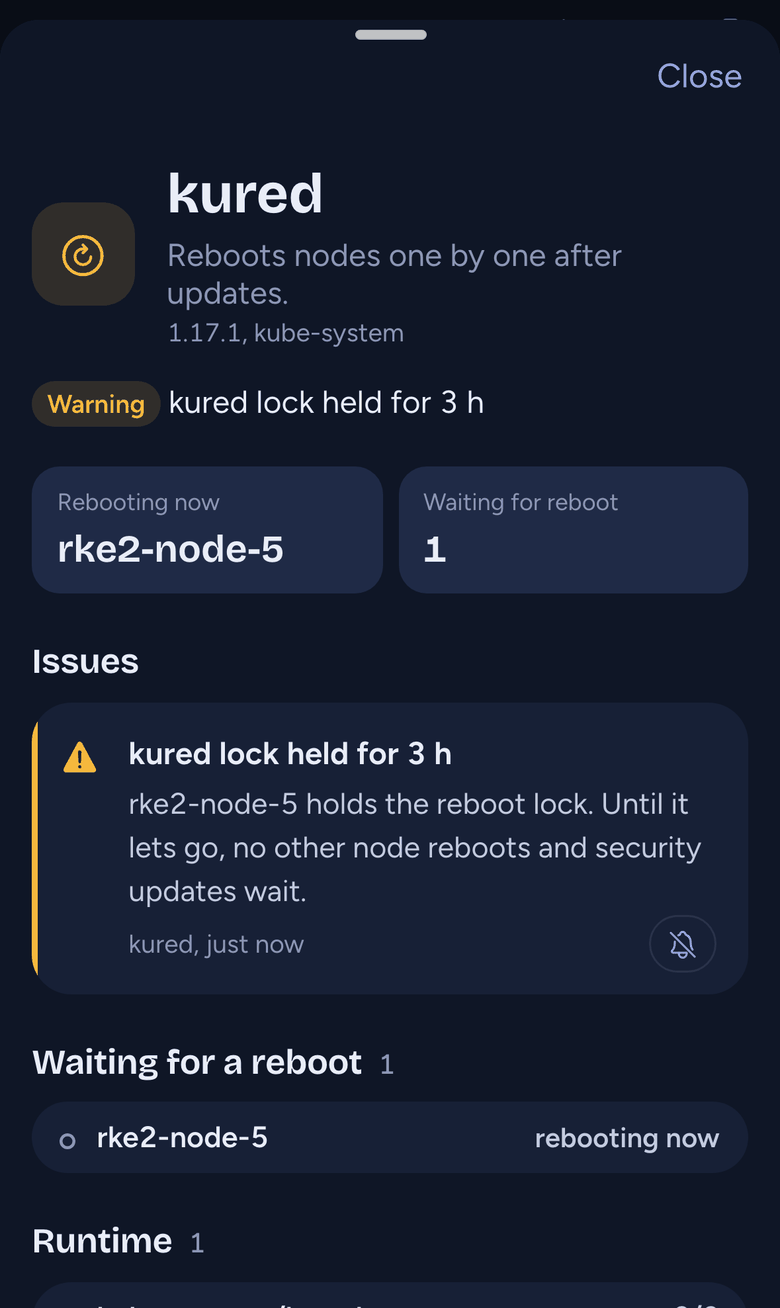 Close
kured
Reboots nodes one by one after
updates.
1.17.1, kube-system
Warning kured lock held for 3 h
Rebooting now
rke2-node-5
Waiting for reboot
1
Issues
kured lock held for 3 h
rke2-node-5 holds the reboot lock. Until it
lets go, no other node reboots and security
updates wait.
kured, just now
Waiting for a reboot 1
rke2-node-5 rebooting now
Runtime 1